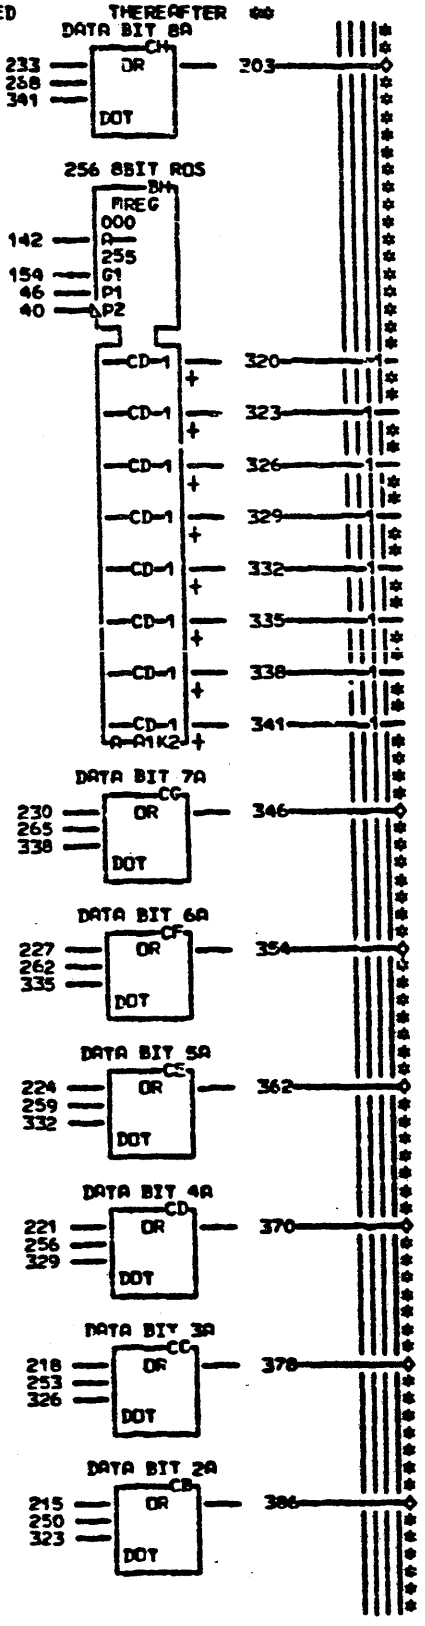 ED THEREAFTER **
DATA BIT 8A
CH
233 OR 203
268
341
DOT
256 8BIT ROS
BH
MREG
000
142 A
255
154 G1
46 P1
40 P2
CD-1 320
+
CD-1 323
+
CD-1 326
+
CD-1 329
+
CD-1 332
+
CD-1 335
+
CD-1 338
+
CD-1 341
A-A1K2 +
DATA BIT 7A
CG
230 OR 346
265
338
DOT
DATA BIT 6A
CF
227 OR 354
262
335
DOT
DATA BIT 5A
CE
224 OR 362
259
332
DOT
DATA BIT 4A
CD
221 OR 370
256
329
DOT
DATA BIT 3A
CC
218 OR 378
253
326
DOT
DATA BIT 2A
CB
215 OR 386
250
323
DOT